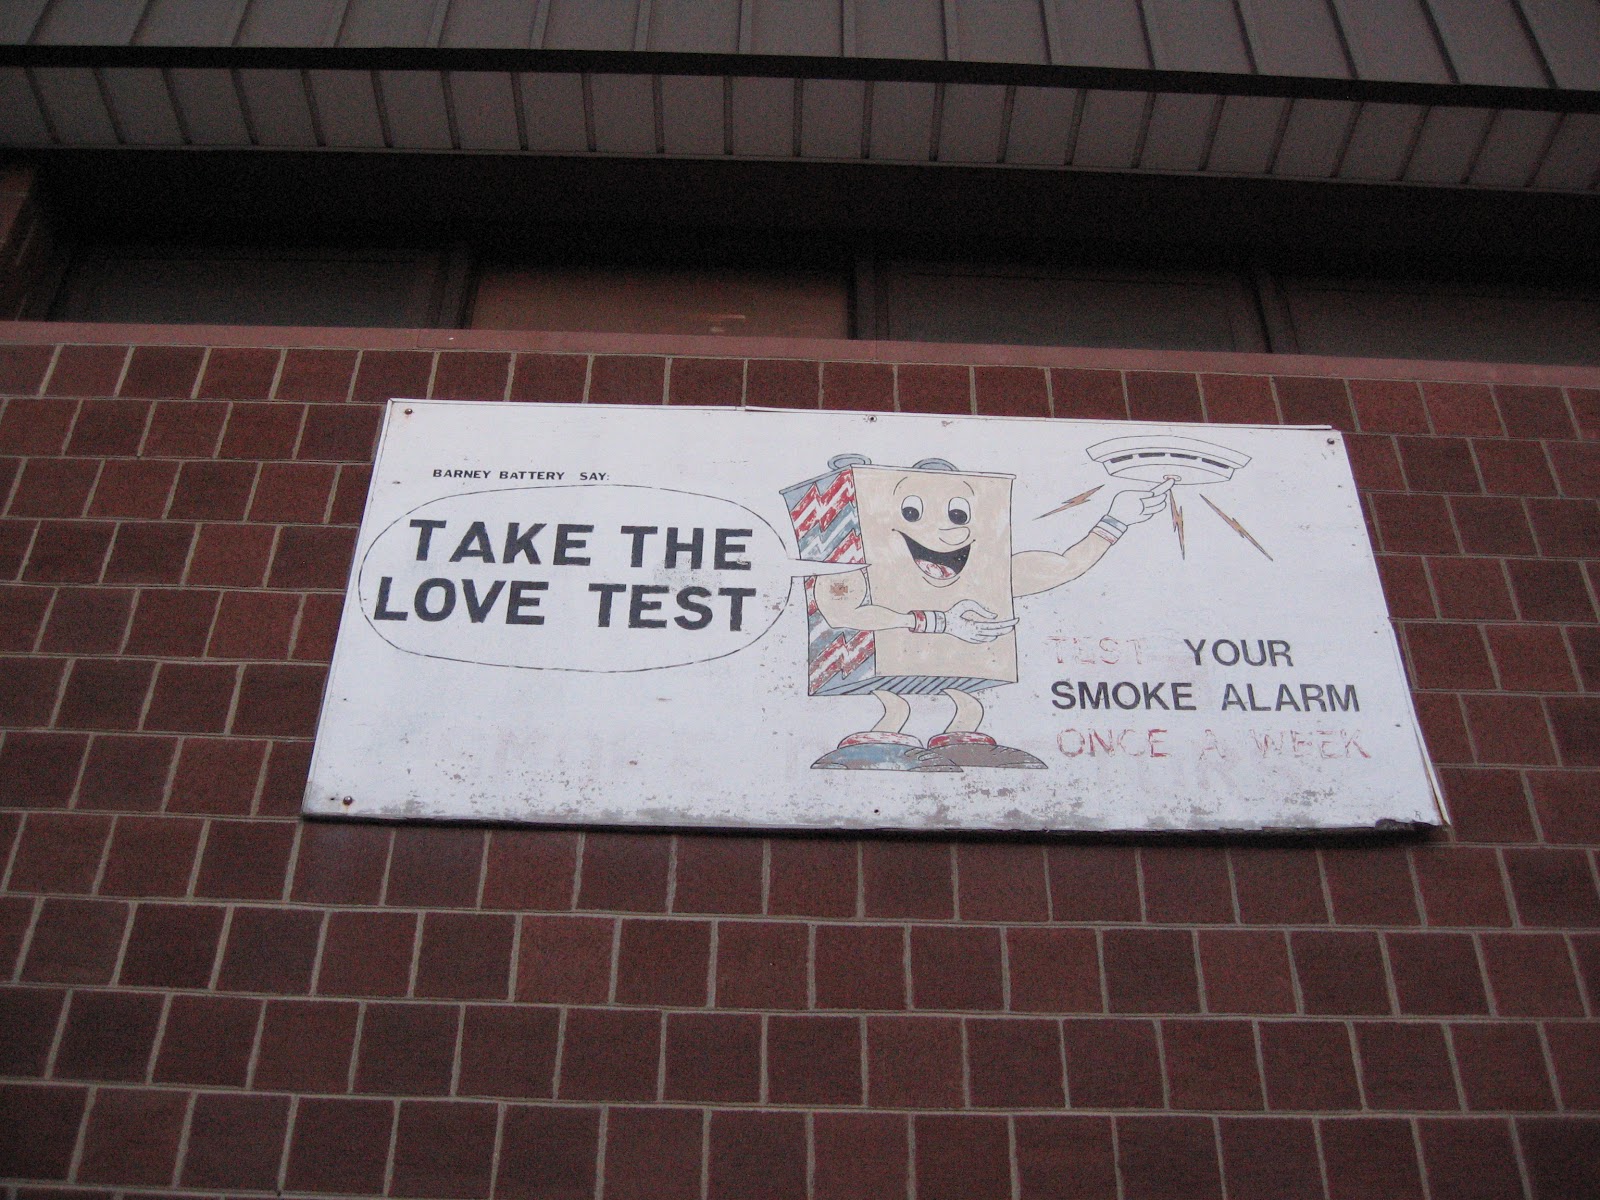 BARNEY BATTERY SAY:
TAKE THE
LOVE TEST
TEST YOUR
SMOKE ALARM
ONCE A WEEK